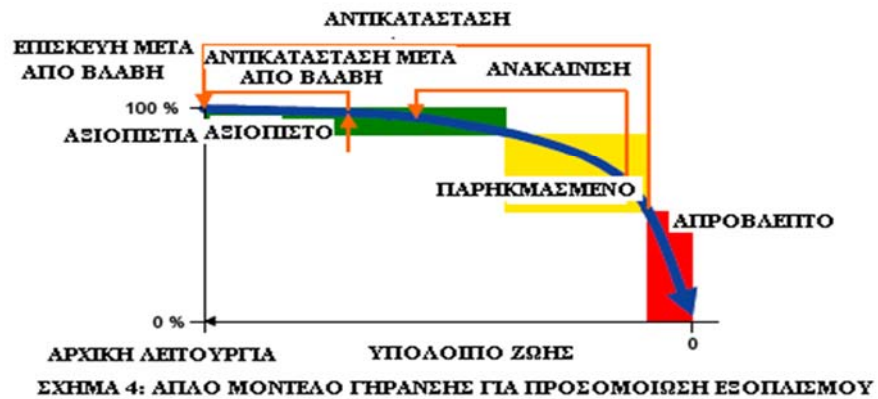 ΑΝΤΙΚΑΤΑΣΤΑΣΗ
ΕΠΙΣΚΕΥΗ ΜΕΤΑ
ΑΠΟ ΒΛΑΒΗ
ΑΝΤΙΚΑΤΑΣΤΑΣΗ ΜΕΤΑ
ΑΠΟ ΒΛΑΒΗ
ΑΝΑΚΑΙΝΙΣΗ
100 %
ΑΞΙΟΠΙΣΤΙΑ
ΑΞΙΟΠΙΣΤΟ
ΠΑΡΗΚΜΑΣΜΕΝΟ
ΑΠΡΟΒΛΕΠΤΟ
0 %
0
ΑΡΧΙΚΗ ΛΕΙΤΟΥΡΓΙΑ
ΥΠΟΛΟΙΠΟ ΖΩΗΣ
ΣΧΗΜΑ 4: ΑΠΛΟ ΜΟΝΤΕΛΟ ΓΗΡΑΝΣΗΣ ΓΙΑ ΠΡΟΣΟΜΟΙΩΣΗ ΕΞΟΠΛΙΣΜΟΥ